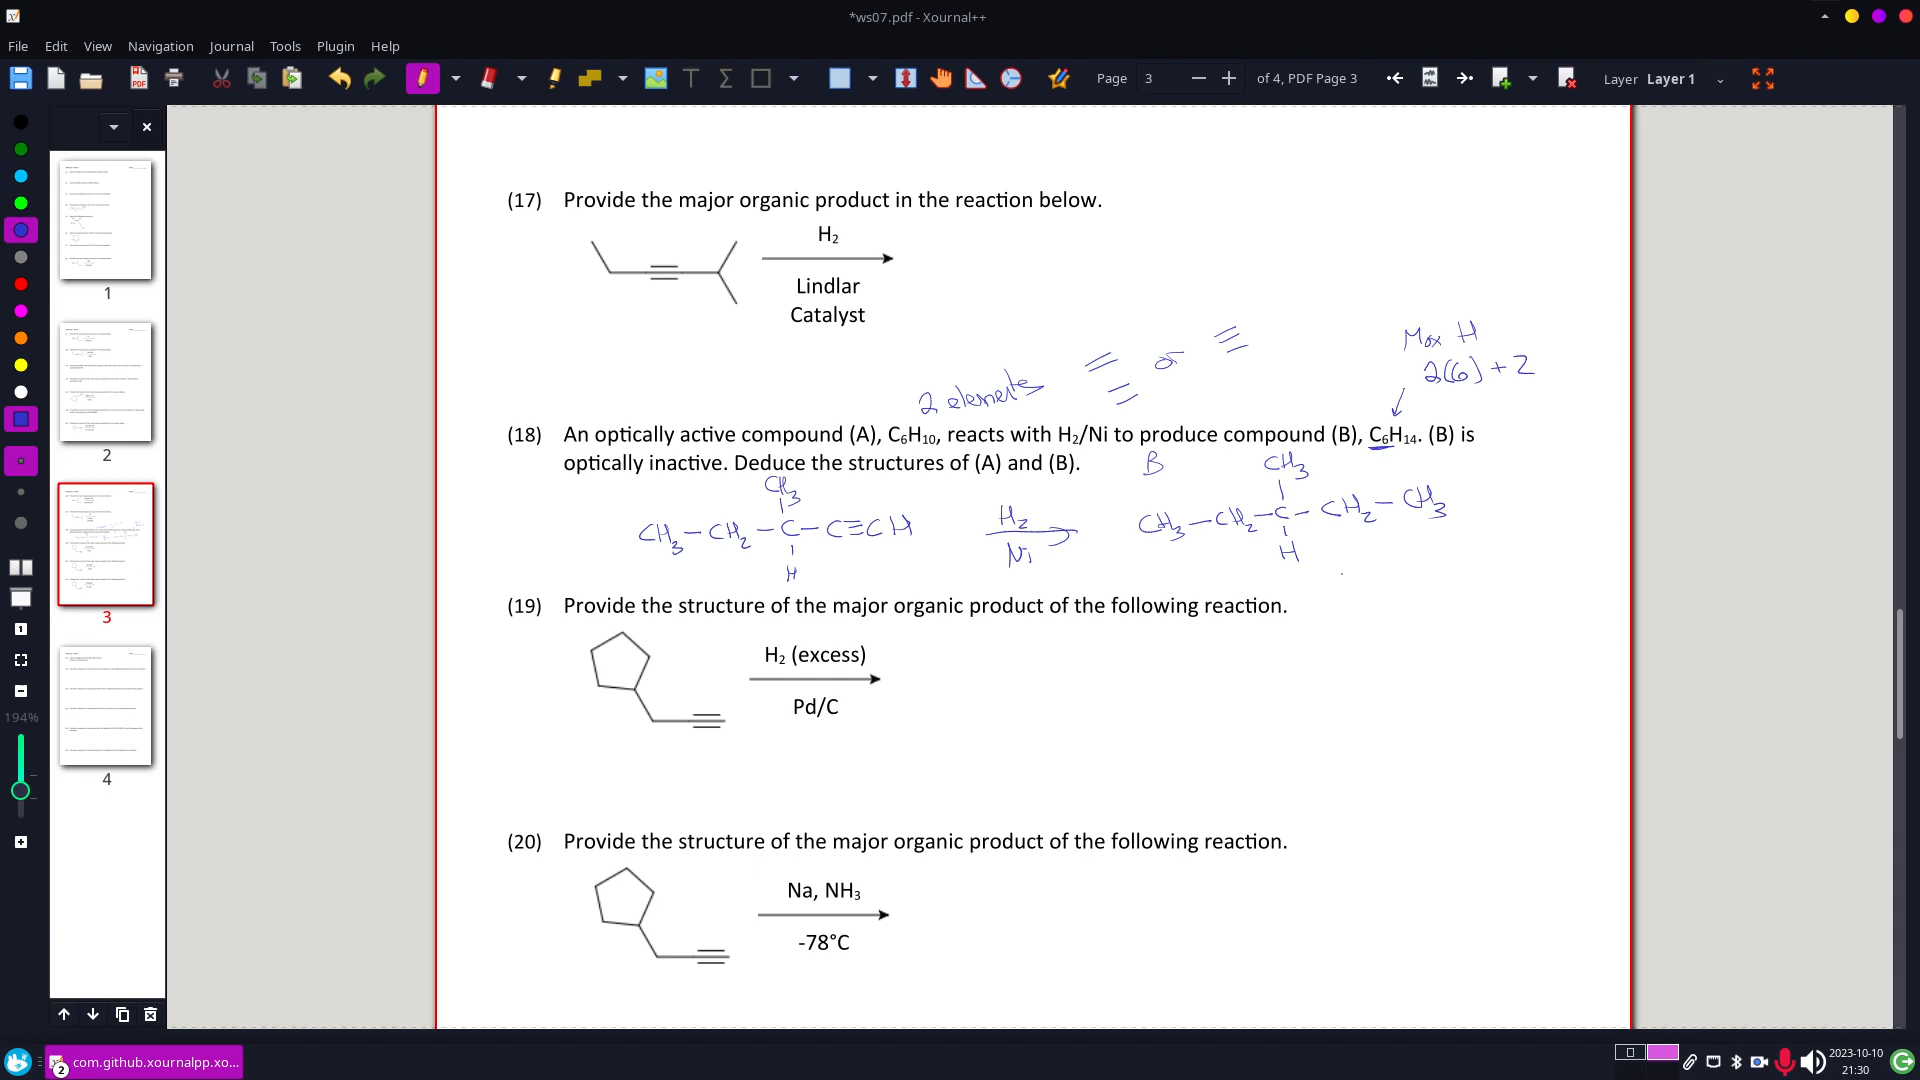 *ws07.pdf - Xournal++
File Edit View Navigation Journal Tools Plugin Help
Page 3 of 4, PDF Page 3 Layer Layer 1
(17) Provide the major organic product in the reaction below.
H₂
Lindlar
Catalyst
= = or ≡
Max H
2(6) + 2
2 elements
(18) An optically active compound (A), C₆H₁₀, reacts with H₂/Ni to produce compound (B), C₆H₁₄. (B) is
optically inactive. Deduce the structures of (A) and (B).
B
CH₃ CH₃
CH₃ — CH₂ — C — C≡CH H₂ CH₃ — CH₂ — C — CH₂ — CH₃
H Ni H
(19) Provide the structure of the major organic product of the following reaction.
H₂ (excess)
Pd/C
(20) Provide the structure of the major organic product of the following reaction.
Na, NH₃
-78°C
1
2
3
4
194%
com.github.xournalpp.xo...
2
2023-10-10
21:30